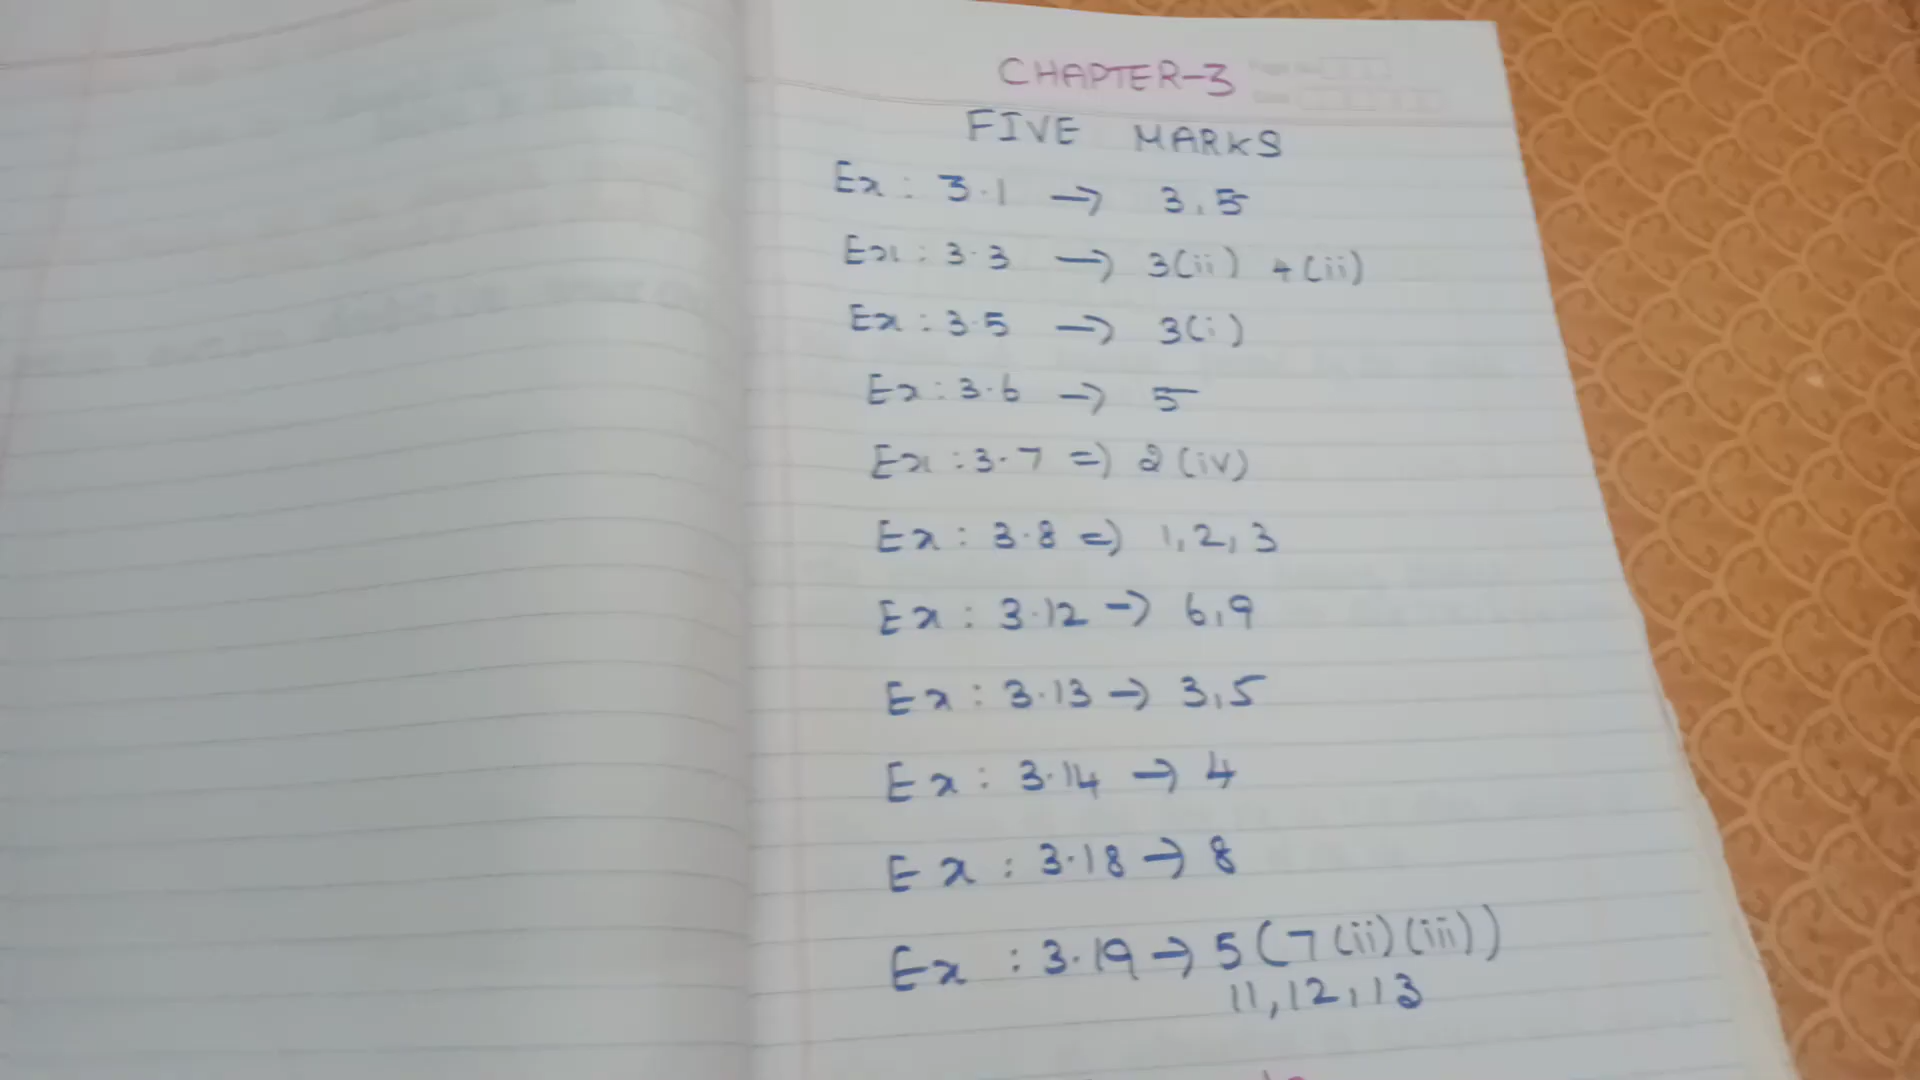 CHAPTER-3
FIVE MARKS
Ex : 3.1 → 3,5
Ex : 3.3 → 3(ii) 4(ii)
Ex : 3.5 → 3(i)
Ex : 3.6 → 5
Ex : 3.7 ⇒ 2(iv)
Ex : 3.8 ⇒ 1,2,3
Ex : 3.12 → 6,9
Ex : 3.13 → 3,5
Ex : 3.14 → 4
Ex : 3.18 → 8
Ex : 3.19 → 5(7(ii)(iii))
11,12,13